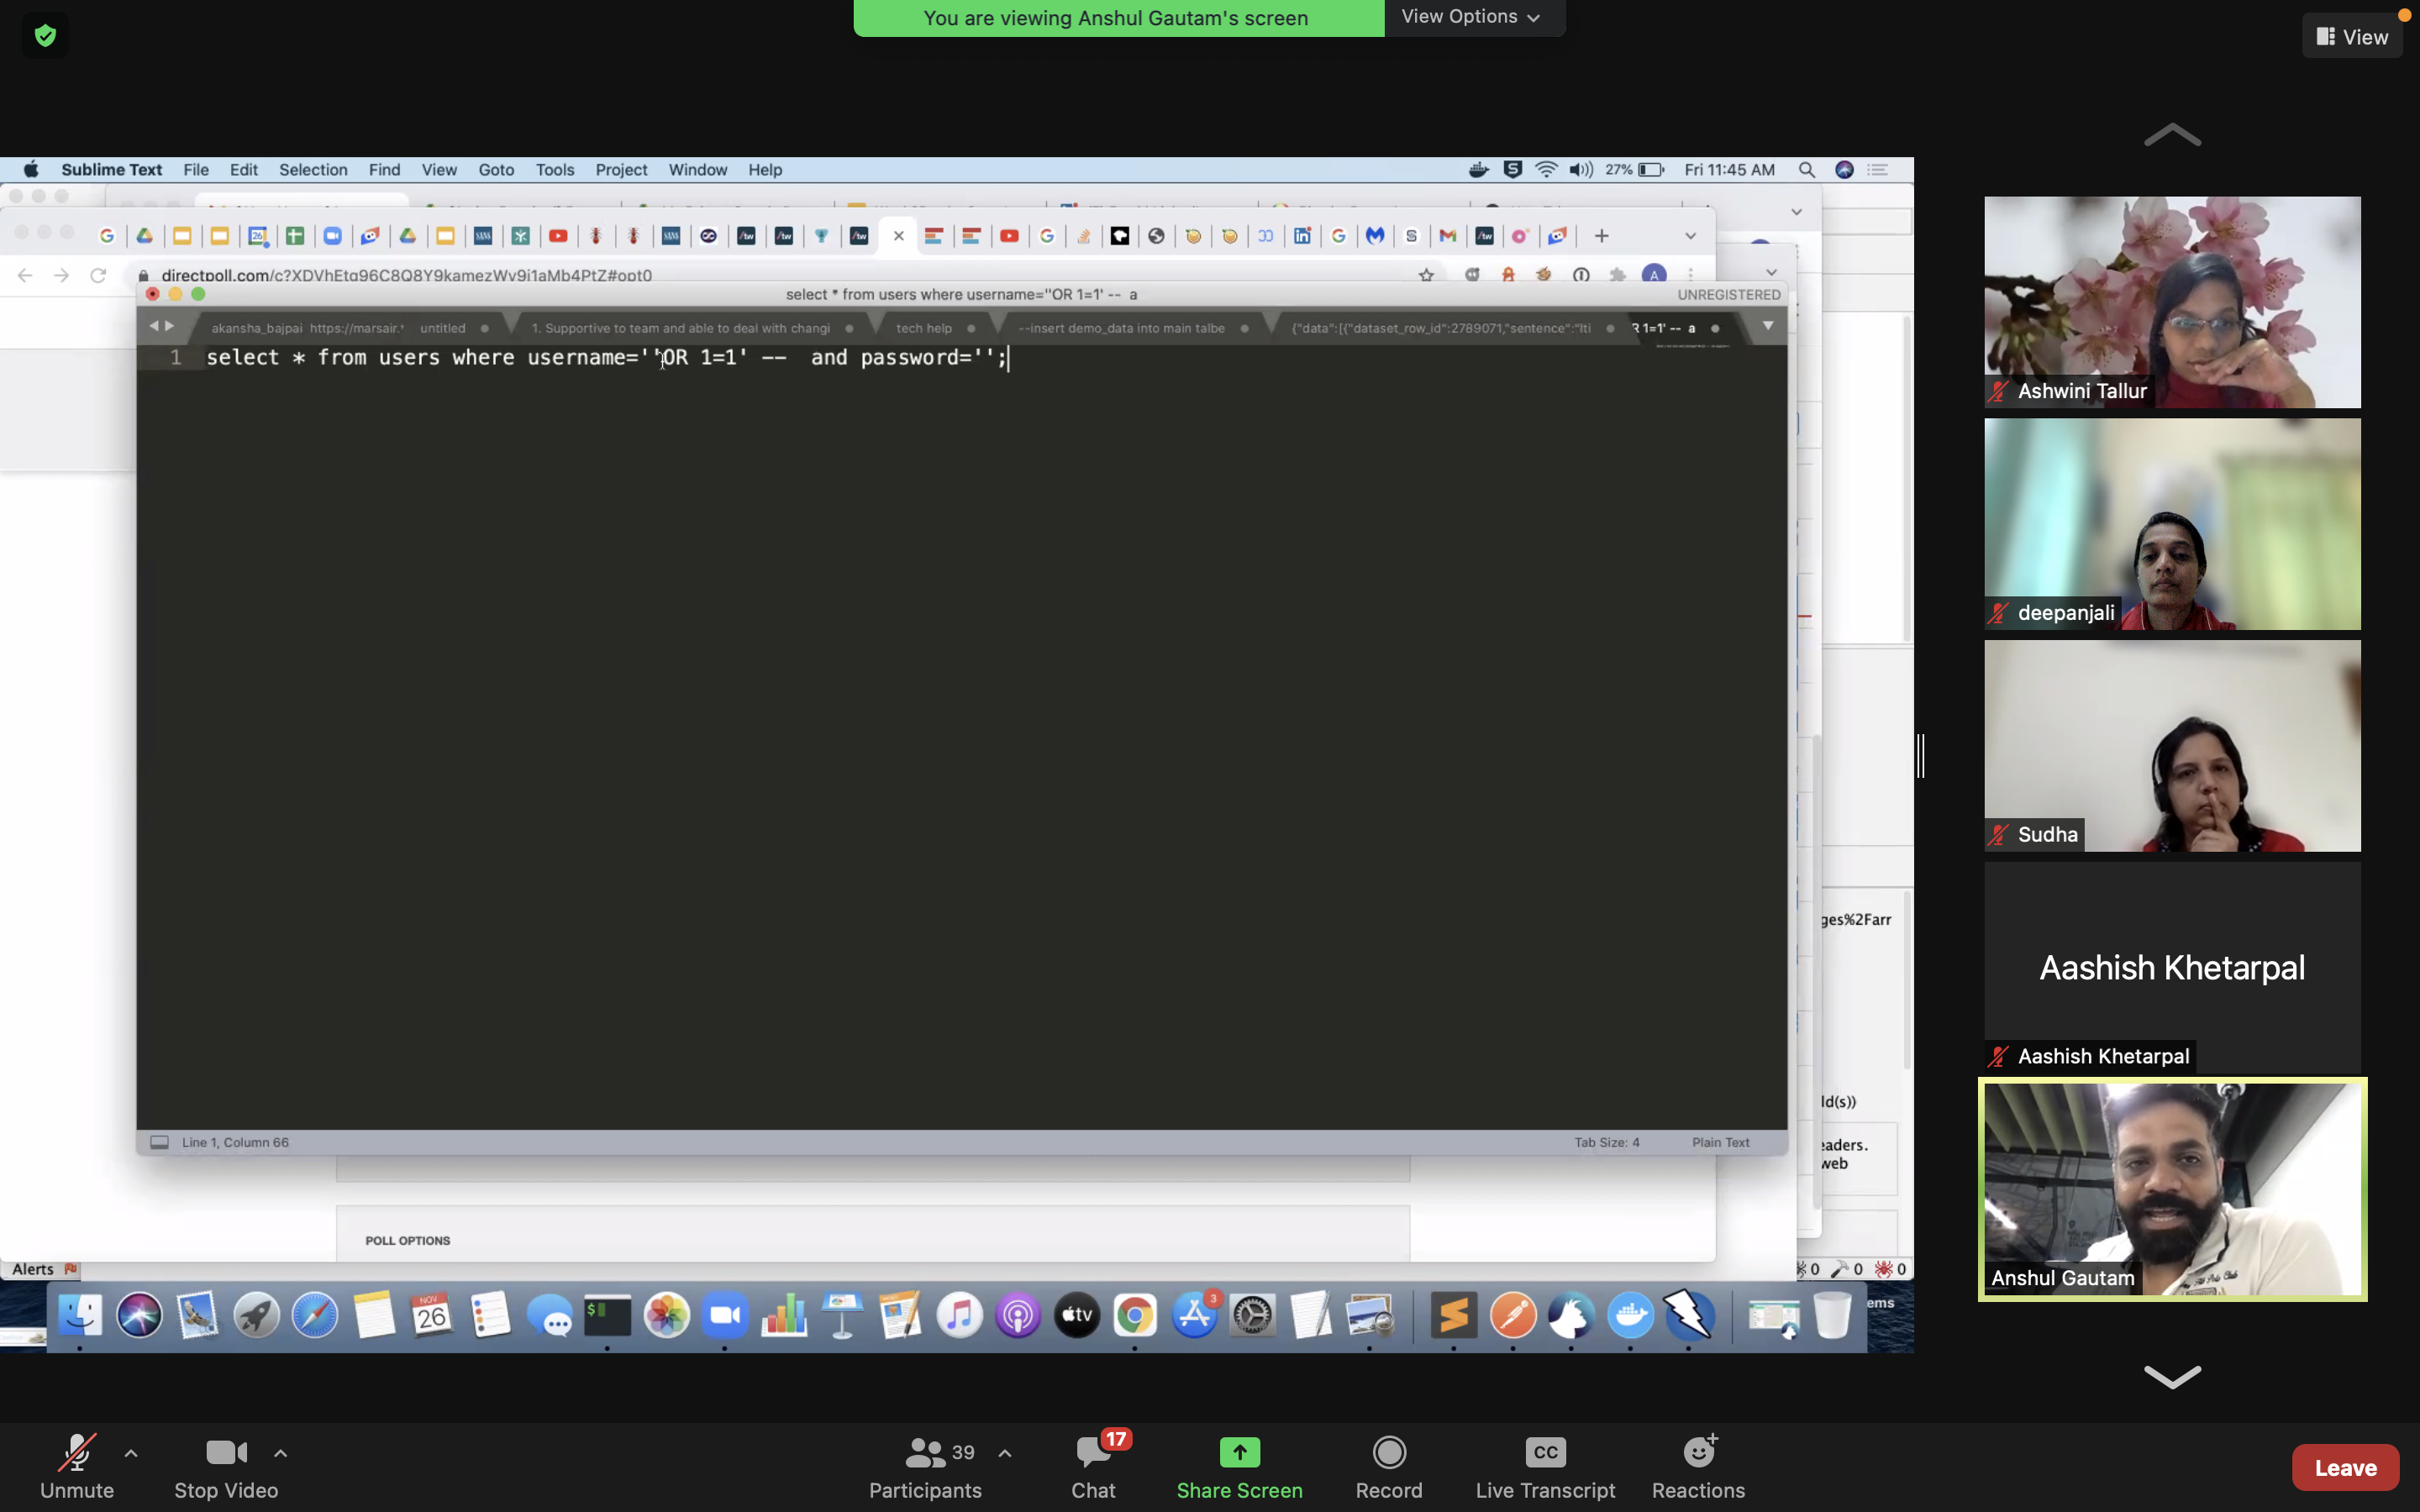 You are viewing Anshul Gautam's screen
View Options
View
Sublime Text File Edit Selection Find View Goto Tools Project Window Help
27% Fri 11:45 AM
directpoll.com/c?XDVhEtq96C8Q8Y9kamezWv9i1aMb4PtZ#opt0
select * from users where username=''OR 1=1' -- a
UNREGISTERED
akansha_bajpai https://marsair. untitled
1. Supportive to team and able to deal with changi
tech help
--insert demo_data into main talbe
{"data":[{"dataset_row_id":2789071,"sentence":"Iti
R 1=1' -- a
1 select * from users where username=''OR 1=1' --  and password='';
Line 1, Column 66
Tab Size: 4
Plain Text
ges%2Farr
ld(s))
eaders.
web
POLL OPTIONS
Alerts
0 0 0
NOV
26
3
tv
ems
Ashwini Tallur
deepanjali
Sudha
Aashish Khetarpal
Aashish Khetarpal
Anshul Gautam
Unmute
Stop Video
39
Participants
17
Chat
Share Screen
Record
CC
Live Transcript
Reactions
Leave